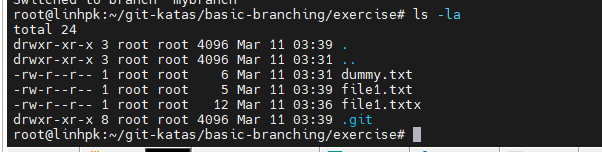 Switched to branch 'mybranch'
root@linhpk:~/git-katas/basic-branching/exercise# ls -la
total 24
drwxr-xr-x 3 root root 4096 Mar 11 03:39 .
drwxr-xr-x 3 root root 4096 Mar 11 03:31 ..
-rw-r--r-- 1 root root    6 Mar 11 03:31 dummy.txt
-rw-r--r-- 1 root root    5 Mar 11 03:39 file1.txt
-rw-r--r-- 1 root root   12 Mar 11 03:36 file1.txtx
drwxr-xr-x 8 root root 4096 Mar 11 03:39 .git
root@linhpk:~/git-katas/basic-branching/exercise#